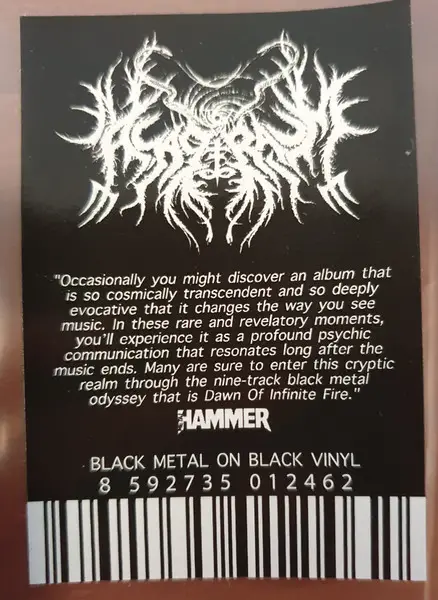 "Occasionally you might discover an album that
is so cosmically transcendent and so deeply
evocative that it changes the way you see
music. In these rare and revelatory moments,
you'll experience it as a profound psychic
communication that resonates long after the
music ends. Many are sure to enter this cryptic
realm through the nine-track black metal
odyssey that is Dawn Of Infinite Fire."
HAMMER
BLACK METAL ON BLACK VINYL
8 592735 012462